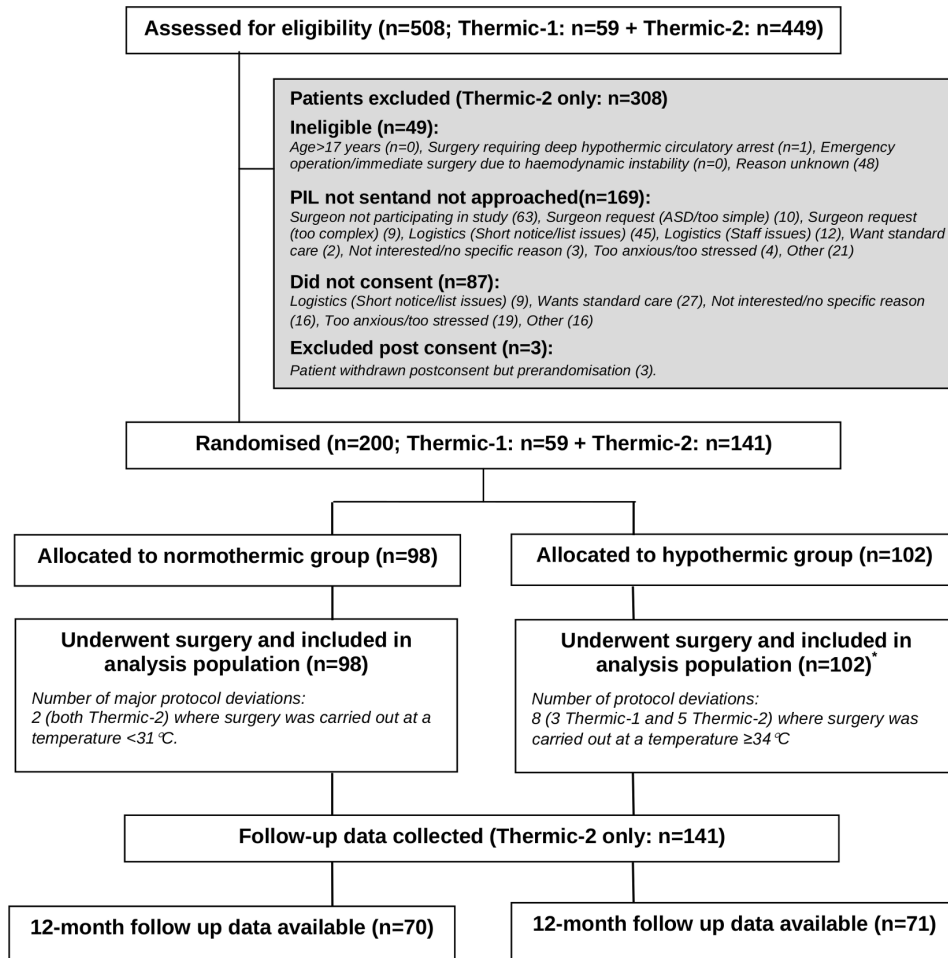 Assessed for eligibility (n=508; Thermic-1: n=59 + Thermic-2: n=449)
Patients excluded (Thermic-2 only: n=308)
Ineligible (n=49):
Age>17 years (n=0), Surgery requiring deep hypothermic circulatory arrest (n=1), Emergency
operation/immediate surgery due to haemodynamic instability (n=0), Reason unknown (48)
PIL not sentand not approached(n=169):
Surgeon not participating in study (63), Surgeon request (ASD/too simple) (10), Surgeon request
(too complex) (9), Logistics (Short notice/list issues) (45), Logistics (Staff issues) (12), Want standard
care (2), Not interested/no specific reason (3), Too anxious/too stressed (4), Other (21)
Did not consent (n=87):
Logistics (Short notice/list issues) (9), Wants standard care (27), Not interested/no specific reason
(16), Too anxious/too stressed (19), Other (16)
Excluded post consent (n=3):
Patient withdrawn postconsent but prerandomisation (3).
Randomised (n=200; Thermic-1: n=59 + Thermic-2: n=141)
Allocated to normothermic group (n=98)
Allocated to hypothermic group (n=102)
Underwent surgery and included in
analysis population (n=98)
Number of major protocol deviations:
2 (both Thermic-2) where surgery was carried out at a
temperature <31°C.
Underwent surgery and included in
analysis population (n=102)*
Number of protocol deviations:
8 (3 Thermic-1 and 5 Thermic-2) where surgery was
carried out at a temperature ≥34°C
Follow-up data collected (Thermic-2 only: n=141)
12-month follow up data available (n=70)
12-month follow up data available (n=71)